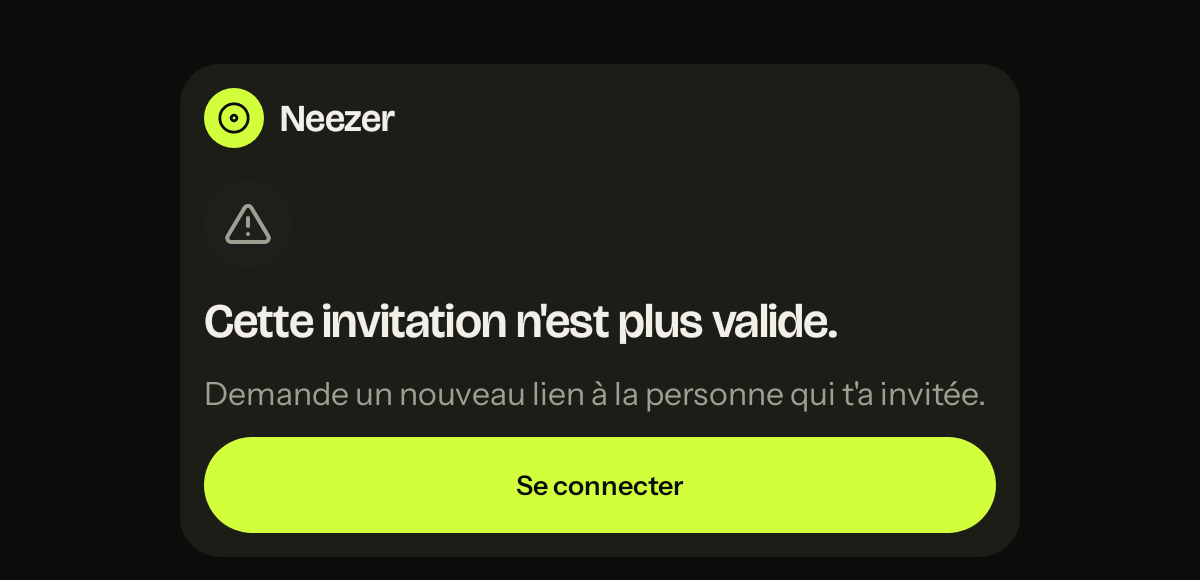 Neezer
Cette invitation n'est plus valide.
Demande un nouveau lien à la personne qui t'a invitée.
Se connecter